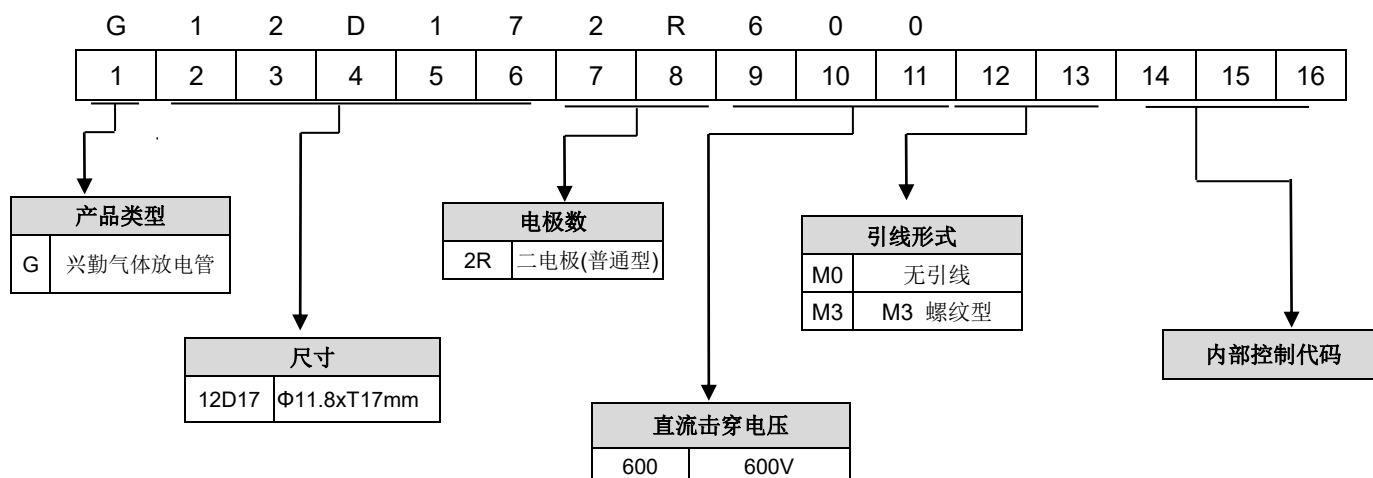 G 1 2 D 1 7 2 R 6 0 0
1 2 3 4 5 6 7 8 9 10 11 12 13 14 15 16
产品类型
G 兴勤气体放电管
电极数
2R 二电极(普通型)
引线形式
M0 无引线
M3 M3 螺纹型
尺寸
12D17 Φ11.8xT17mm
内部控制代码
直流击穿电压
600 600V